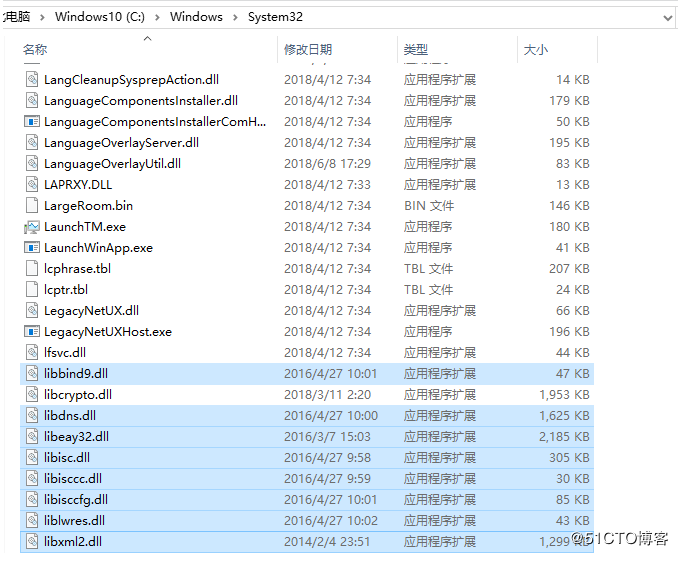 电脑 › Windows10 (C:) › Windows › System32
名称 修改日期 类型 大小
LangCleanupSysprepAction.dll 2018/4/12 7:34 应用程序扩展 14 KB
LanguageComponentsInstaller.dll 2018/4/12 7:34 应用程序扩展 179 KB
LanguageComponentsInstallerComH... 2018/4/12 7:34 应用程序 50 KB
LanguageOverlayServer.dll 2018/4/12 7:34 应用程序扩展 195 KB
LanguageOverlayUtil.dll 2018/6/8 17:29 应用程序扩展 83 KB
LAPRXY.DLL 2018/4/12 7:33 应用程序扩展 13 KB
LargeRoom.bin 2018/4/12 7:34 BIN 文件 146 KB
LaunchTM.exe 2018/4/12 7:34 应用程序 180 KB
LaunchWinApp.exe 2018/4/12 7:34 应用程序 41 KB
lcphrase.tbl 2018/4/12 7:34 TBL 文件 207 KB
lcptr.tbl 2018/4/12 7:34 TBL 文件 24 KB
LegacyNetUX.dll 2018/4/12 7:34 应用程序扩展 66 KB
LegacyNetUXHost.exe 2018/4/12 7:34 应用程序 196 KB
lfsvc.dll 2018/4/12 7:34 应用程序扩展 44 KB
libbind9.dll 2016/4/27 10:01 应用程序扩展 47 KB
libcrypto.dll 2018/3/11 2:20 应用程序扩展 1,953 KB
libdns.dll 2016/4/27 10:00 应用程序扩展 1,625 KB
libeay32.dll 2016/3/7 15:03 应用程序扩展 2,185 KB
libisc.dll 2016/4/27 9:58 应用程序扩展 305 KB
libisccc.dll 2016/4/27 9:59 应用程序扩展 30 KB
libisccfg.dll 2016/4/27 10:01 应用程序扩展 85 KB
liblwres.dll 2016/4/27 10:02 应用程序扩展 43 KB
libxml2.dll 2014/2/4 23:51 应用程序扩展 1,299 KB
@51CTO博客